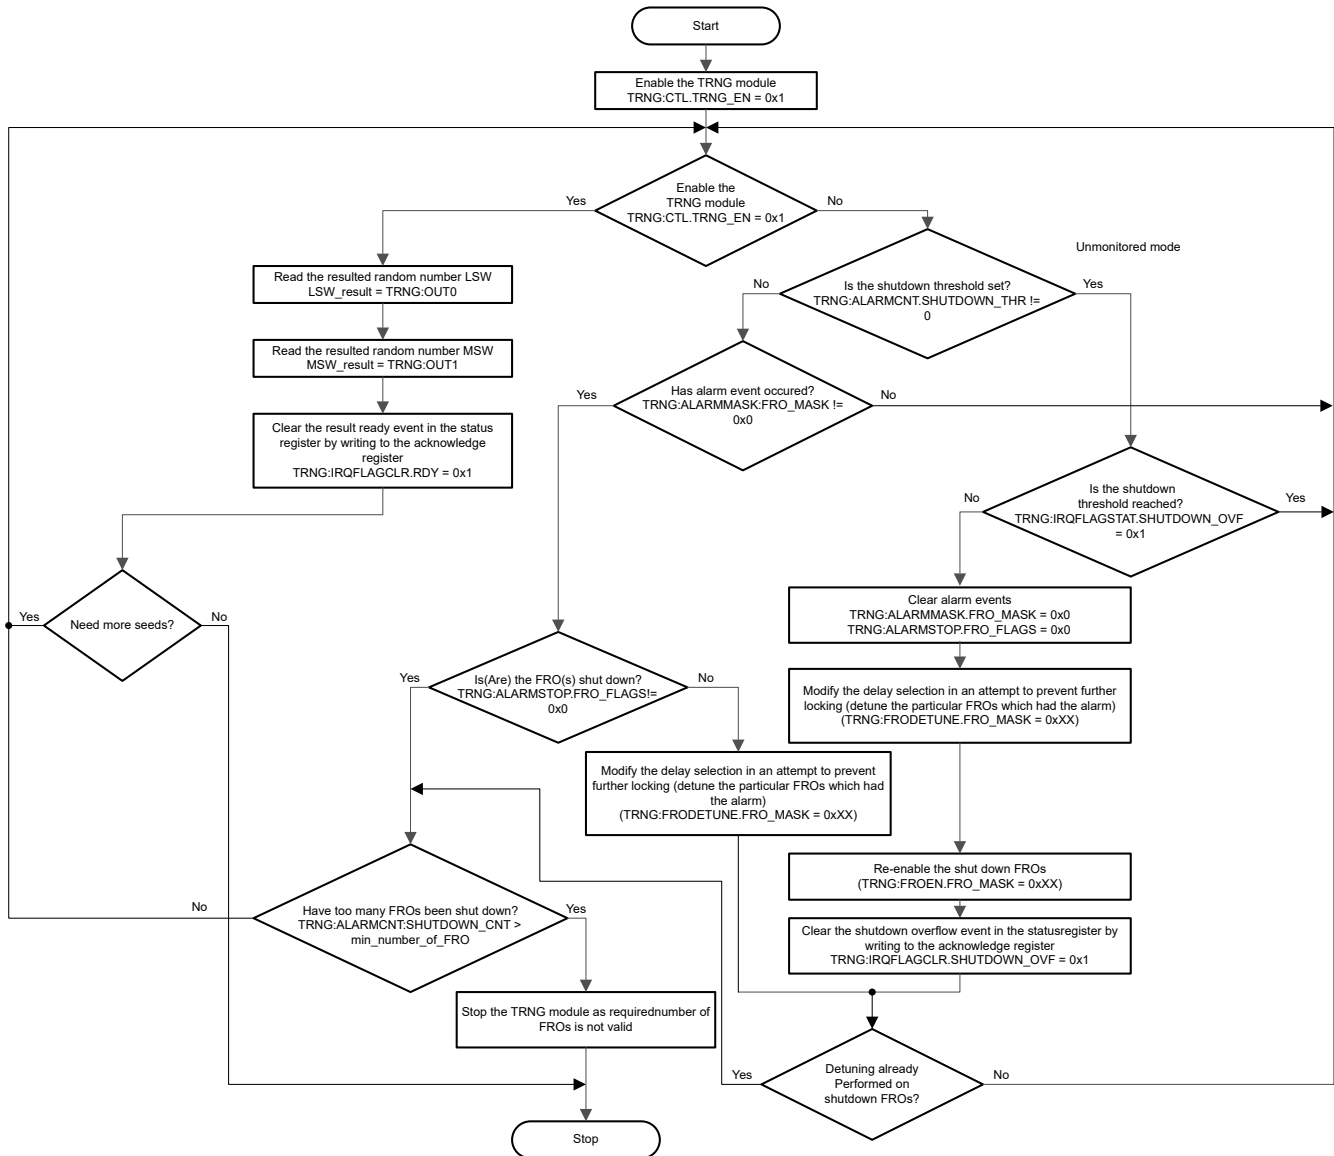 Start
Enable the TRNG module
TRNG:CTL.TRNG_EN = 0x1
Enable the
TRNG module
TRNG:CTL.TRNG_EN = 0x1
Yes
No
Unmonitored mode
Read the resulted random number LSW
LSW_result = TRNG:OUT0
Is the shutdown threshold set?
TRNG:ALARMCNT.SHUTDOWN_THR !=
0
No
Yes
Read the resulted random number MSW
MSW_result = TRNG:OUT1
Has alarm event occured?
TRNG:ALARMMASK:FRO_MASK !=
0x0
Yes
No
Clear the result ready event in the status
register by writing to the acknowledge
register
TRNG:IRQFLAGCLR.RDY = 0x1
Is the shutdown
threshold reached?
TRNG:IRQFLAGSTAT.SHUTDOWN_OVF
= 0x1
No
Yes
Need more seeds?
Yes
No
Clear alarm events
TRNG:ALARMMASK.FRO_MASK = 0x0
TRNG:ALARMSTOP.FRO_FLAGS = 0x0
Is(Are) the FRO(s) shut down?
TRNG:ALARMSTOP.FRO_FLAGS!=
0x0
Yes
No
Modify the delay selection in an attempt to prevent further
locking (detune the particular FROs which had the alarm)
(TRNG:FRODETUNE.FRO_MASK = 0xXX)
Modify the delay selection in an attempt to prevent
further locking (detune the particular FROs which had
the alarm)
(TRNG:FRODETUNE.FRO_MASK = 0xXX)
Re-enable the shut down FROs
(TRNG:FROEN.FRO_MASK = 0xXX)
Have too many FROs been shut down?
TRNG:ALARMCNT:SHUTDOWN_CNT >
min_number_of_FRO
No
Yes
Clear the shutdown overflow event in the statusregister by
writing to the acknowledge register
TRNG:IRQFLAGCLR.SHUTDOWN_OVF = 0x1
Stop the TRNG module as requirednumber of
FROs is not valid
Detuning already
Performed on
shutdown FROs?
Yes
No
Stop